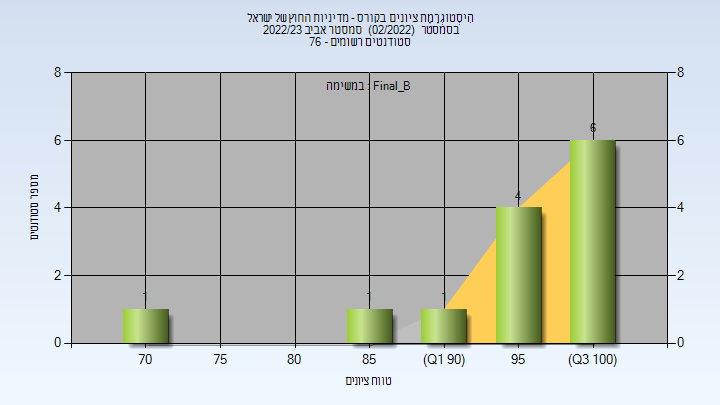 היסטוגרמת ציונים בקורס - מדיניות החוץ של ישראל
בסמסטר (02/2022) סמסטר אביב 2022/23
סטודנטים רשומים - 76
במשימה : Final_B
8
6
4
2
0
8
6
4
2
0
מספר סטודנטים
1
1
1
4
6
70
75
80
85
(Q1 90)
95
(Q3 100)
טווח ציונים